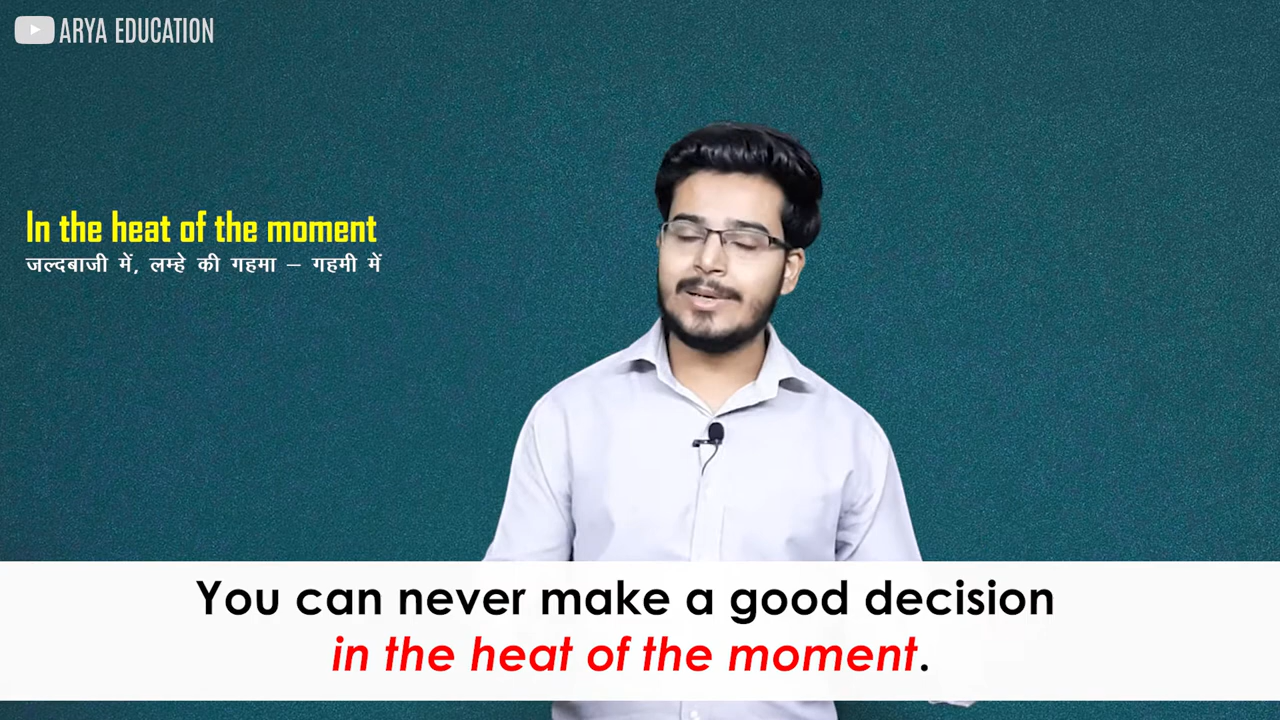 ARYA EDUCATION
In the heat of the moment
जल्दबाजी में, लम्हे की गहमा – गहमी में
You can never make a good decision
in the heat of the moment.